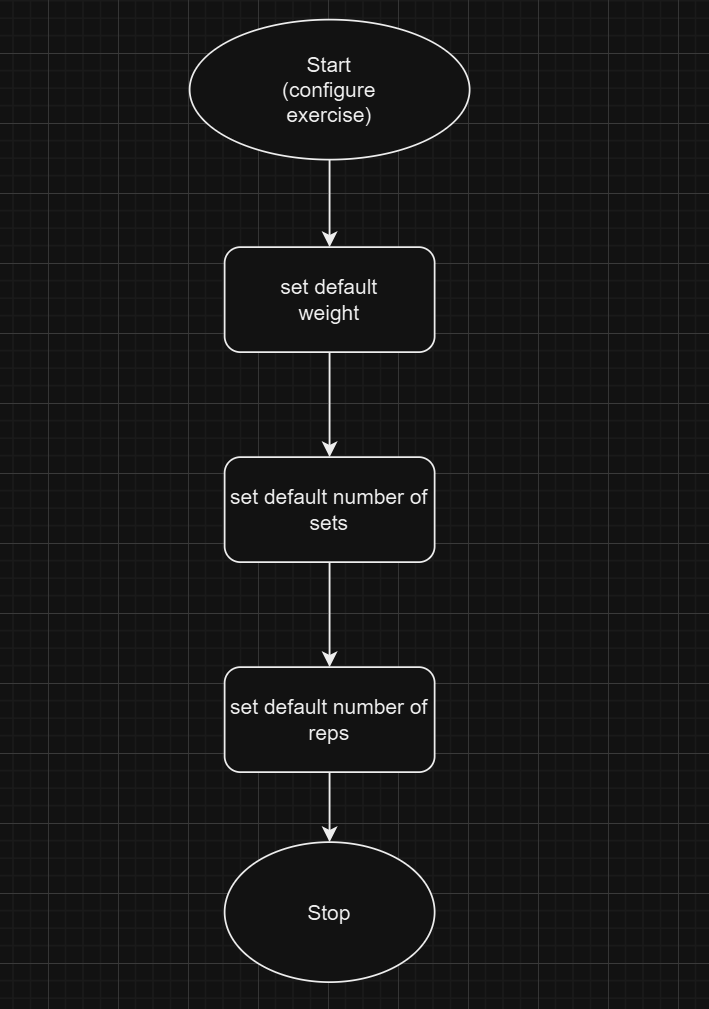 Start
(configure
exercise)
set default
weight
set default number of
sets
set default number of
reps
Stop